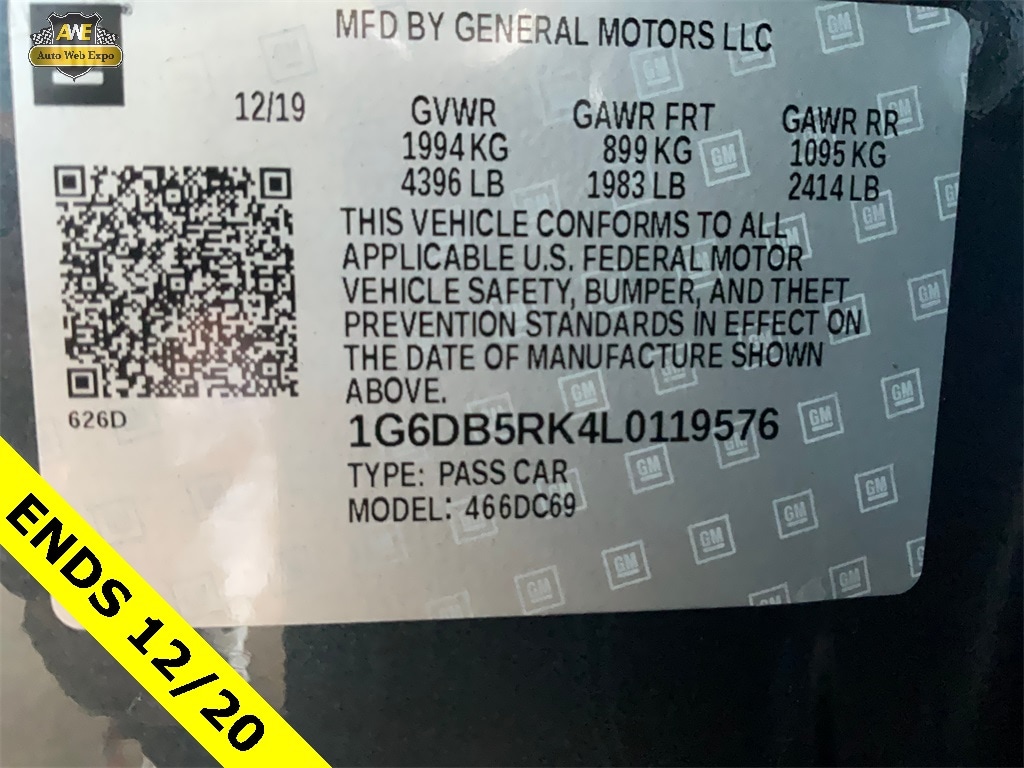 AWE
Auto Web Expo
MFD BY GENERAL MOTORS LLC
12/19 GVWR GAWR FRT GAWR RR
1994 KG 899 KG 1095 KG
4396 LB 1983 LB 2414 LB
THIS VEHICLE CONFORMS TO ALL
APPLICABLE U.S. FEDERAL MOTOR
VEHICLE SAFETY, BUMPER, AND THEFT
PREVENTION STANDARDS IN EFFECT ON
THE DATE OF MANUFACTURE SHOWN
ABOVE.
626D
1G6DB5RK4L0119576
TYPE: PASS CAR
MODEL: 466DC69
GM
ENDS 12/20